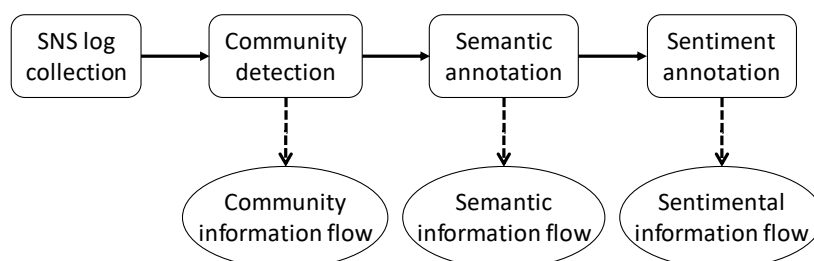 SNS log
collection
Community
detection
Semantic
annotation
Sentiment
annotation
Community
information flow
Semantic
information flow
Sentimental
information flow